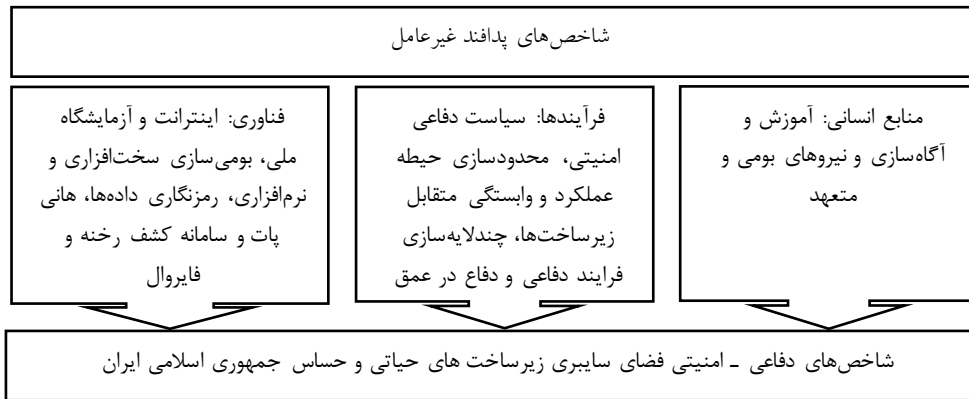 شاخص‌های پدافند غیرعامل
منابع انسانی: آموزش و
آگاه‌سازی و نیروهای بومی و
متعهد
فرآیندها: سیاست دفاعی
امنیتی، محدودسازی حیطه
عملکرد و وابستگی متقابل
زیرساخت‌ها، چندلایه‌سازی
فرایند دفاعی و دفاع در عمق
فناوری: اینترانت و آزمایشگاه
ملی، بومی‌سازی سخت‌افزاری و
نرم‌افزاری، رمزنگاری داده‌ها، هانی
پات و سامانه کشف رخنه و
فایروال
شاخص‌های دفاعی ـ امنیتی فضای سایبری زیرساخت های حیاتی و حساس جمهوری اسلامی ایران